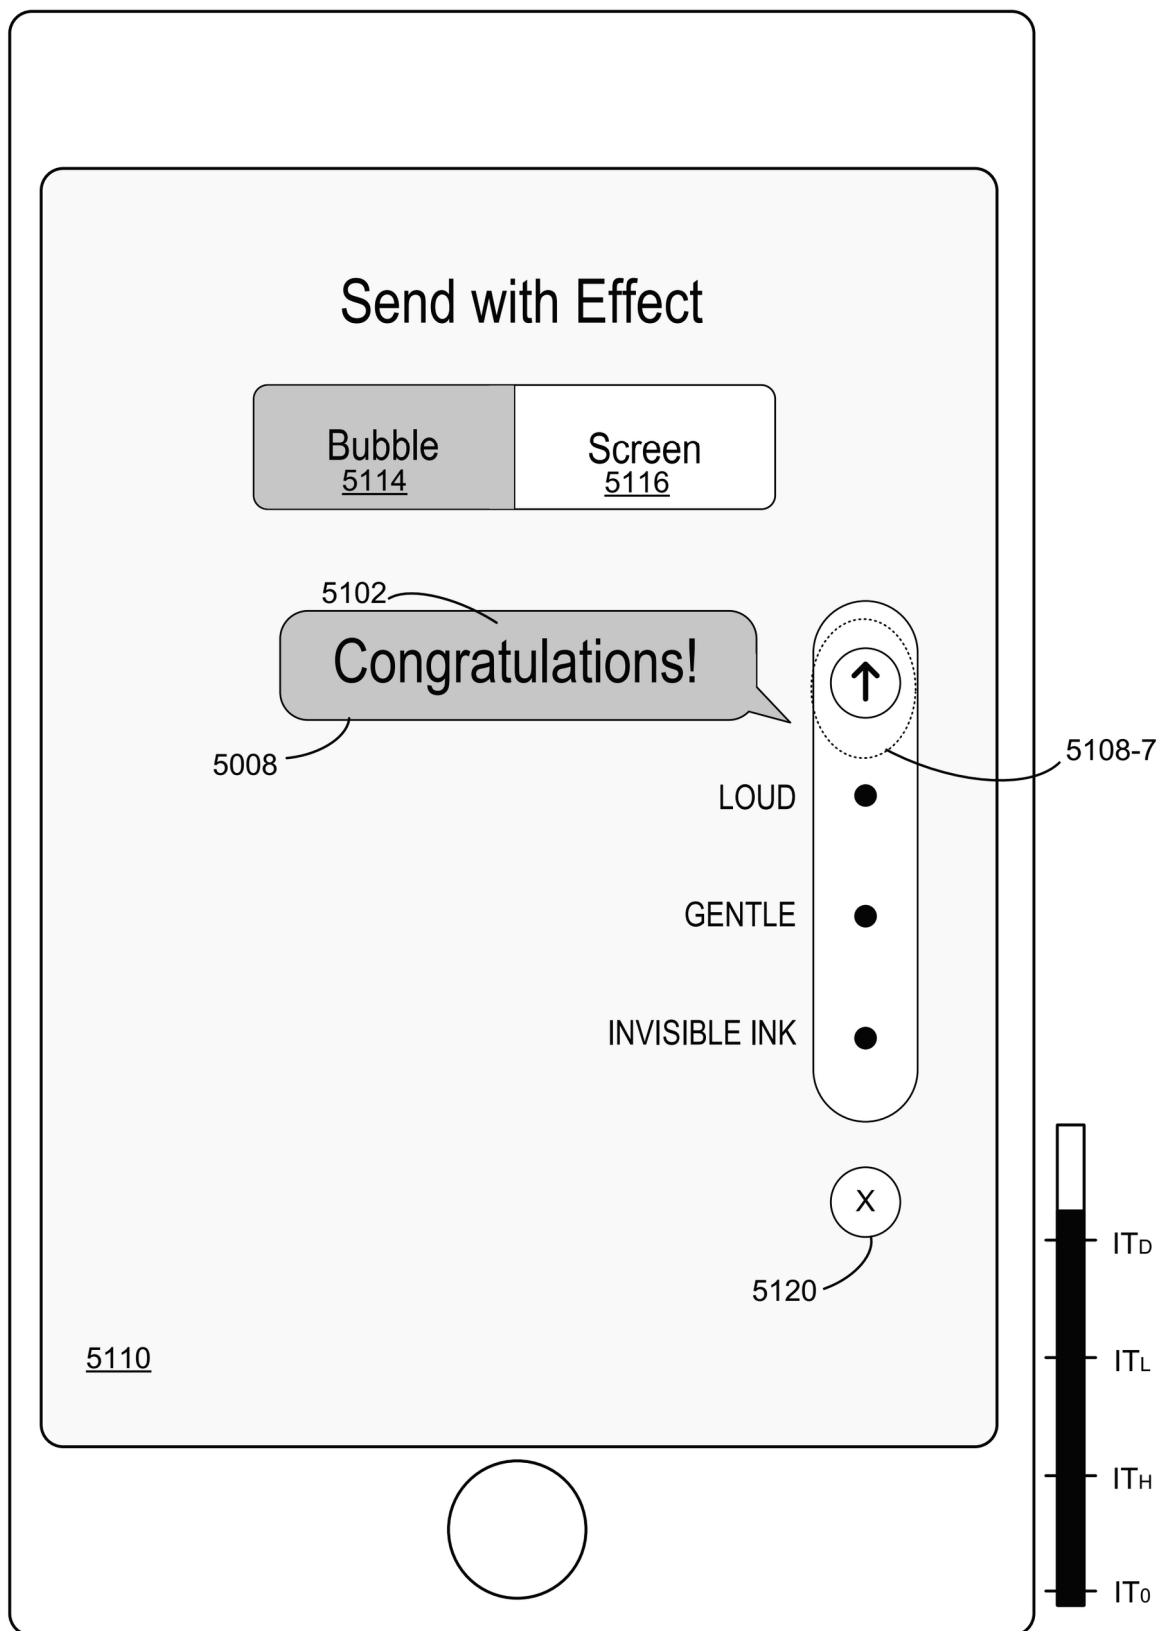 Send with Effect
Bubble
5114
Screen
5116
5102
Congratulations!
5008
5108-7
LOUD
GENTLE
INVISIBLE INK
X
5120
5110
ITD
ITL
ITH
IT0